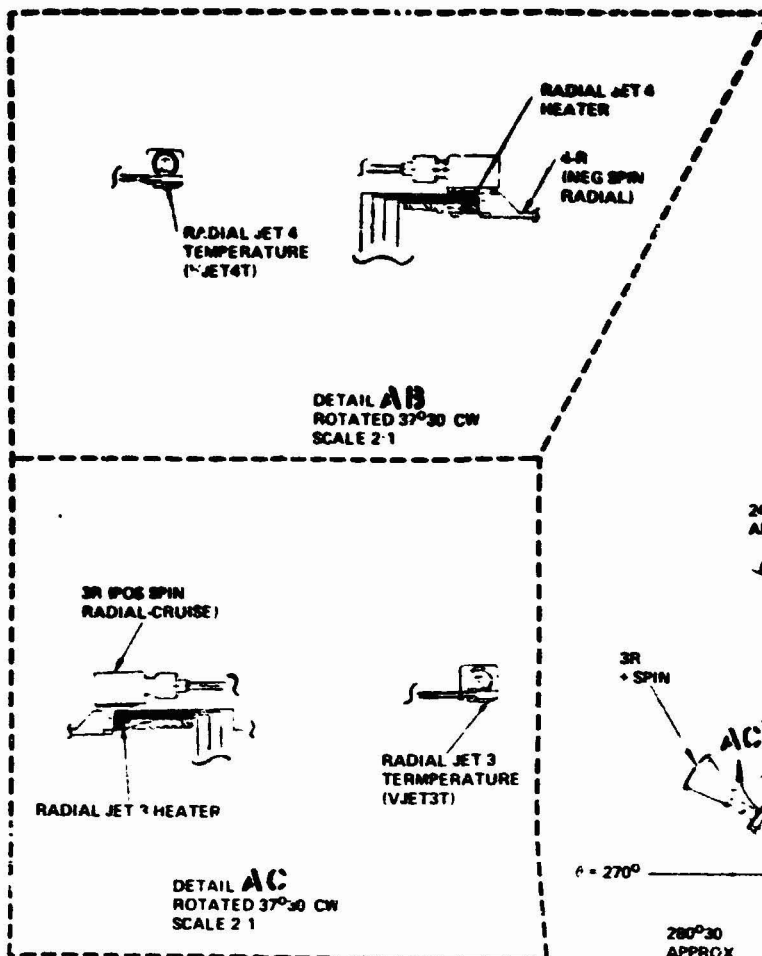 RADIAL JET 4
HEATER
4-R
(NEG SPIN
RADIAL)
RADIAL JET 4
TEMPERATURE
(VJET4T)
DETAIL AB
ROTATED 37°30 CW
SCALE 2:1
3R (POS SPIN
RADIAL-CRUISE)
RADIAL JET 3 HEATER
RADIAL JET 3
TERMPERATURE
(VJET3T)
DETAIL AC
ROTATED 37°30 CW
SCALE 2 1
3R
+ SPIN
AC
θ = 270°
280°30
APPROX